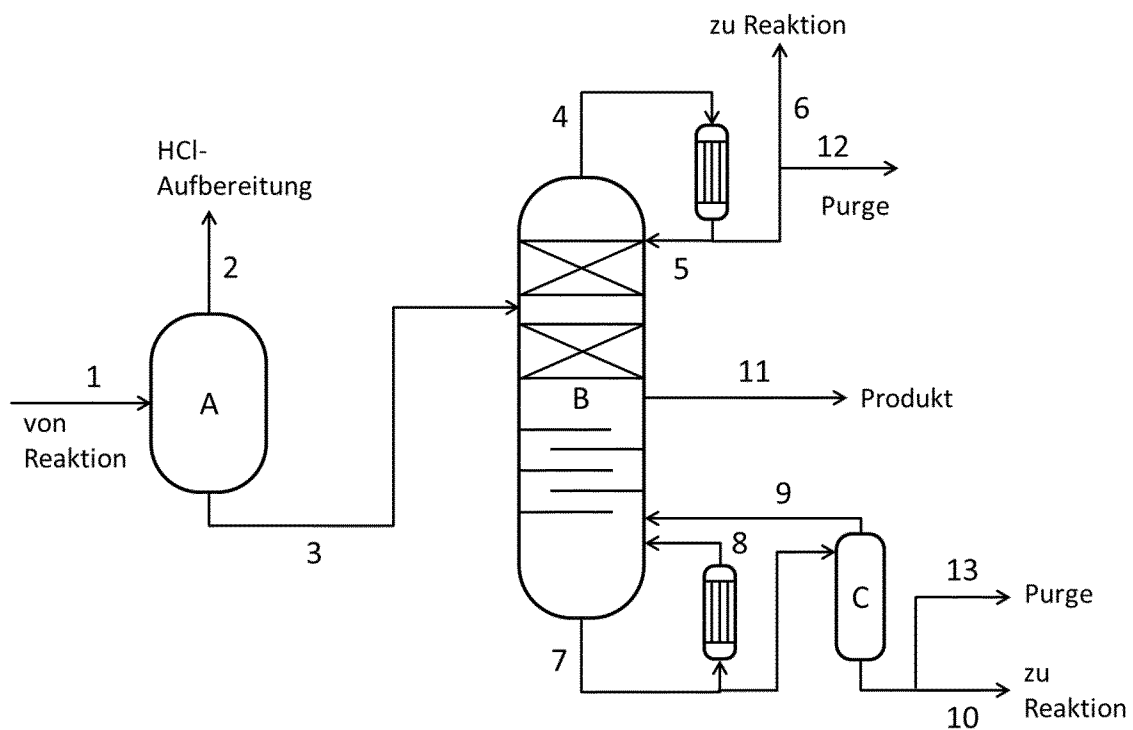 zu Reaktion
4
6
12
HCl-
Aufbereitung
Purge
2
5
1
A
11
B
Produkt
von
Reaktion
9
3
8
13
C
Purge
7
zu
Reaktion
10